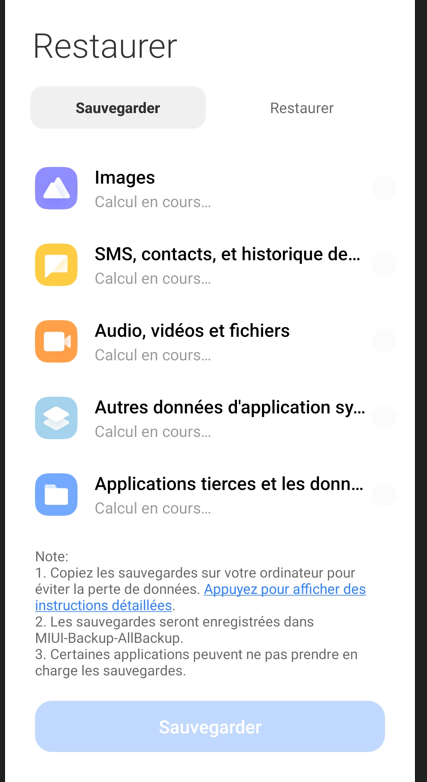 Restaurer
Sauvegarder
Restaurer
Images
Calcul en cours...
SMS, contacts, et historique de...
Calcul en cours...
Audio, vidéos et fichiers
Calcul en cours...
Autres données d'application sy...
Calcul en cours...
Applications tierces et les donn...
Calcul en cours...
Note:
1. Copiez les sauvegardes sur votre ordinateur pour
éviter la perte de données. Appuyez pour afficher des
instructions détaillées.
2. Les sauvegardes seront enregistrées dans
MIUI-Backup-AllBackup.
3. Certaines applications peuvent ne pas prendre en
charge les sauvegardes.
Sauvegarder